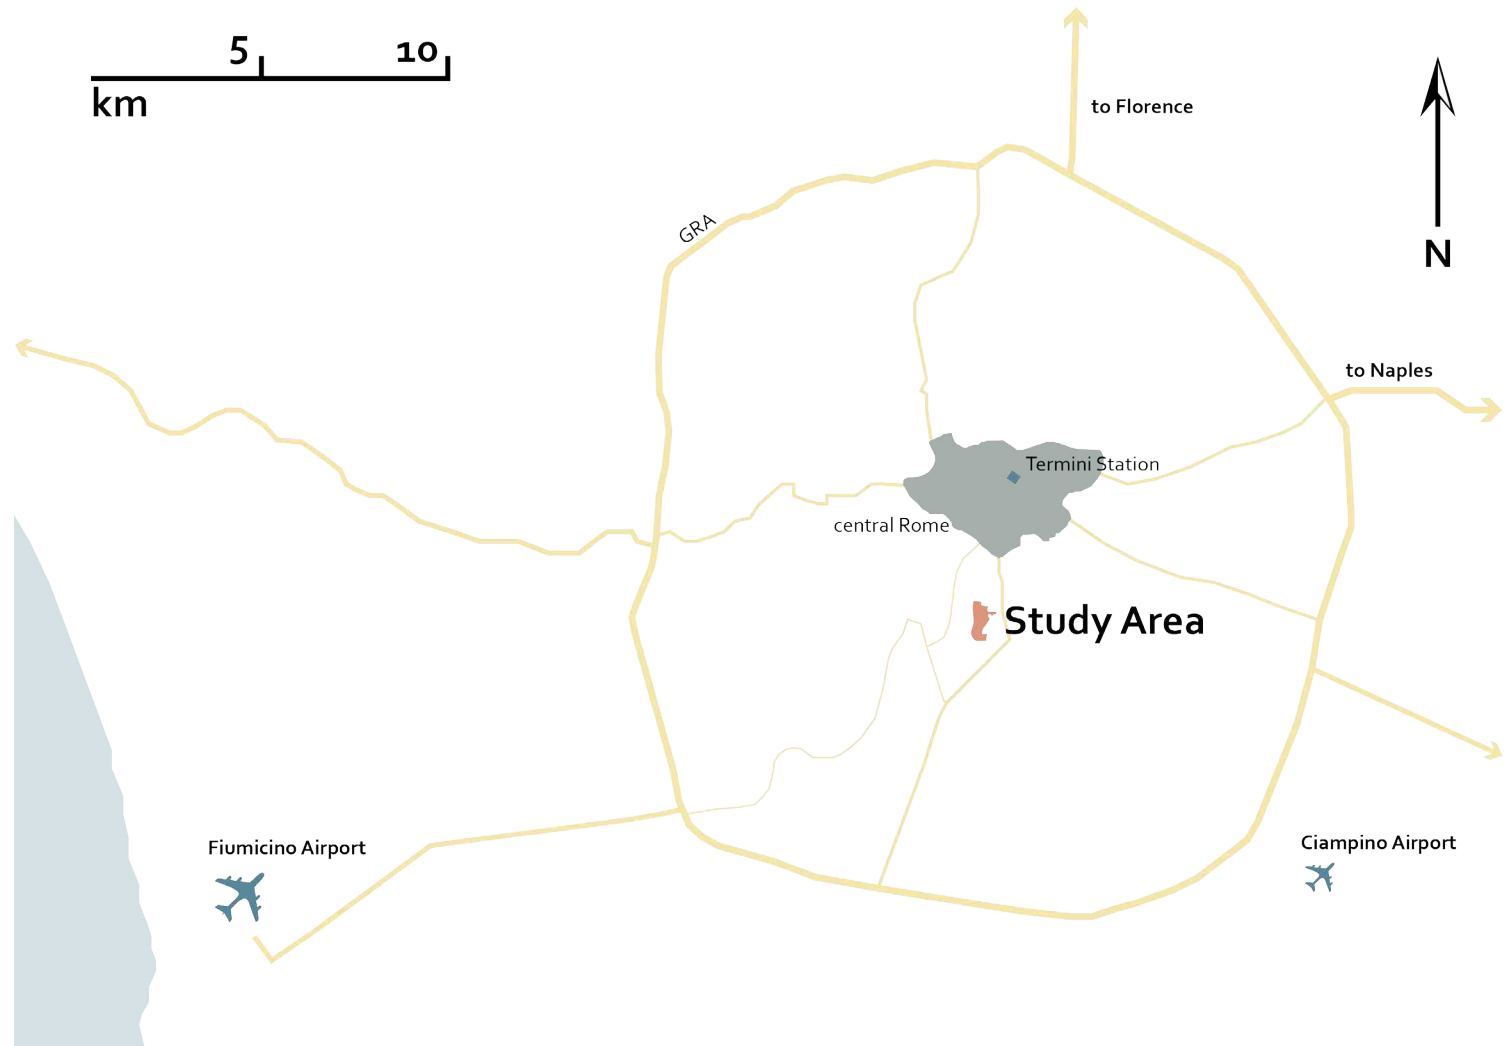 5 10
km
to Florence
N
GRA
to Naples
Termini Station
central Rome
Study Area
Fiumicino Airport
Ciampino Airport